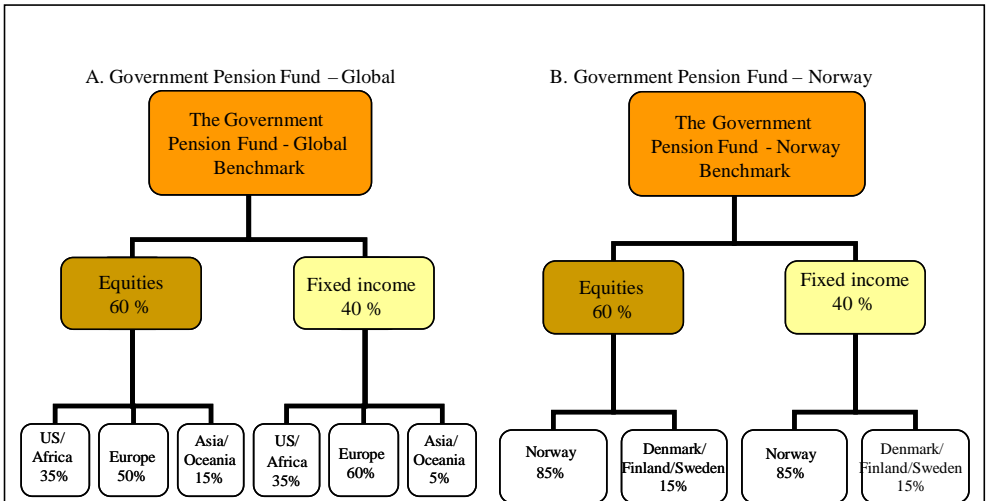 A. Government Pension Fund – Global
The Government
Pension Fund - Global
Benchmark
Equities
60 %
Fixed income
40 %
US/
Africa
35%
Europe
50%
Asia/
Oceania
15%
US/
Africa
35%
Europe
60%
Asia/
Oceania
5%
B. Government Pension Fund – Norway
The Government
Pension Fund - Norway
Benchmark
Equities
60 %
Fixed income
40 %
Norway
85%
Denmark/
Finland/Sweden
15%
Norway
85%
Denmark/
Finland/Sweden
15%